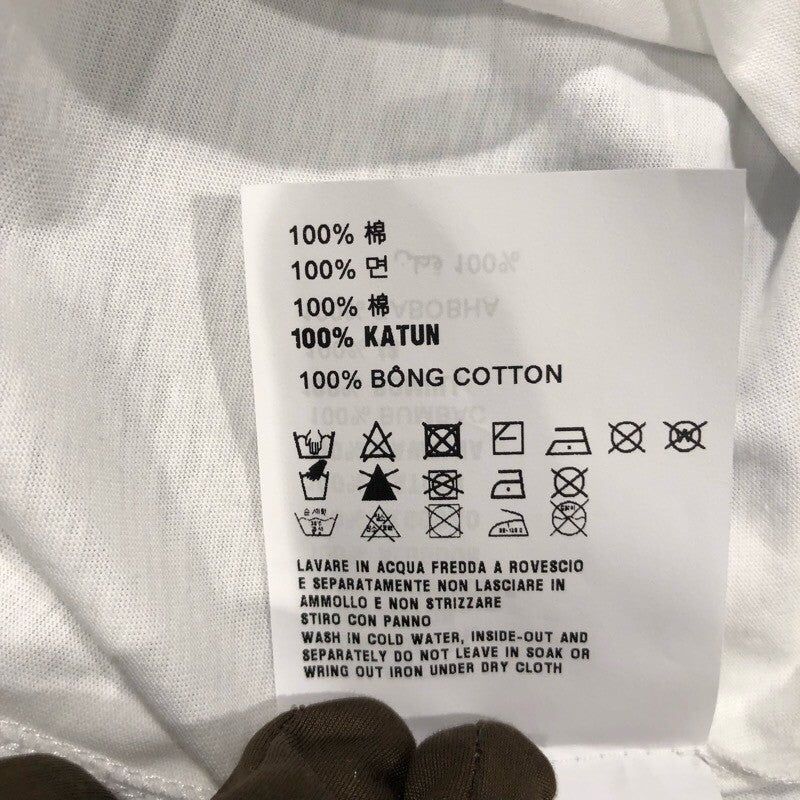 100% 棉
100% 면
100% 棉
100% KATUN
100% BÔNG COTTON
LAVARE IN ACQUA FREDDA A ROVESCIO
E SEPARATAMENTE NON LASCIARE IN
AMMOLLO E NON STRIZZARE
STIRO CON PANNO
WASH IN COLD WATER, INSIDE-OUT AND
SEPARATELY DO NOT LEAVE IN SOAK OR
WRING OUT IRON UNDER DRY CLOTH